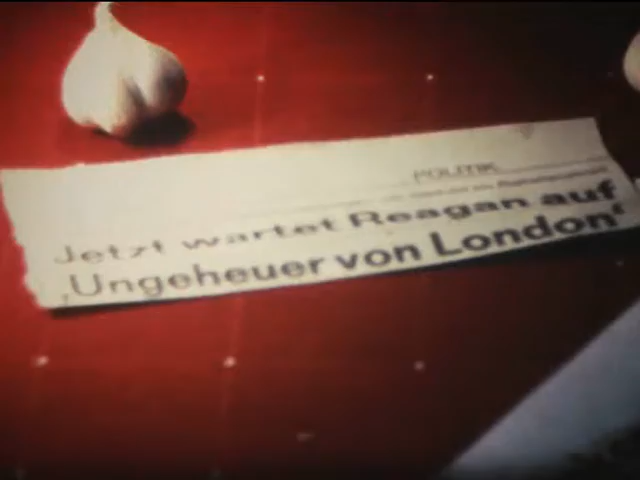 POLITIK
Jetzt wartet Reagan auf
‚Ungeheuer von London‘